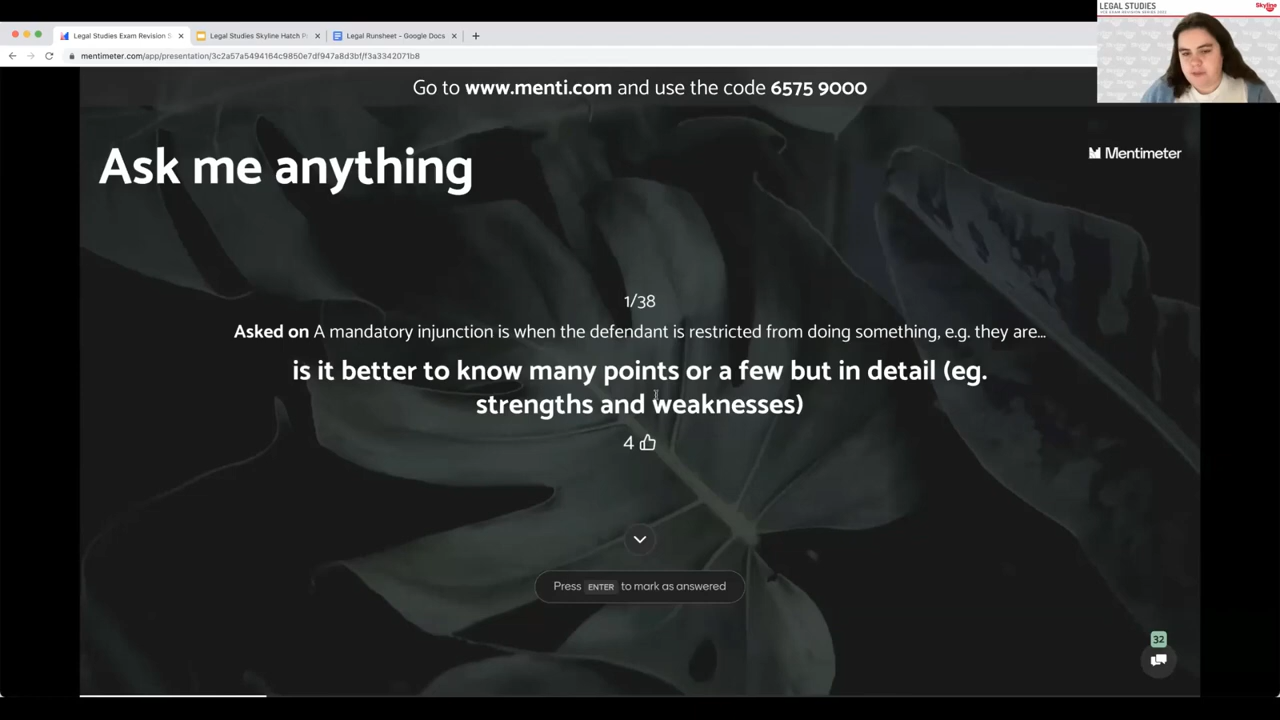 Legal Studies Exam Revision S
Legal Studies Skyline Hatch P
Legal Runsheet - Google Docs
mentimeter.com/app/presentation/3c2a57a5494164c9850e7df947a8d3bf/f3a3342071b8
LEGAL STUDIES
Skyline
Go to www.menti.com and use the code 6575 9000
Ask me anything
Mentimeter
1/38
Asked on A mandatory injunction is when the defendant is restricted from doing something, e.g. they are...
is it better to know many points or a few but in detail (eg.
strengths and weaknesses)
4
Press ENTER to mark as answered
32